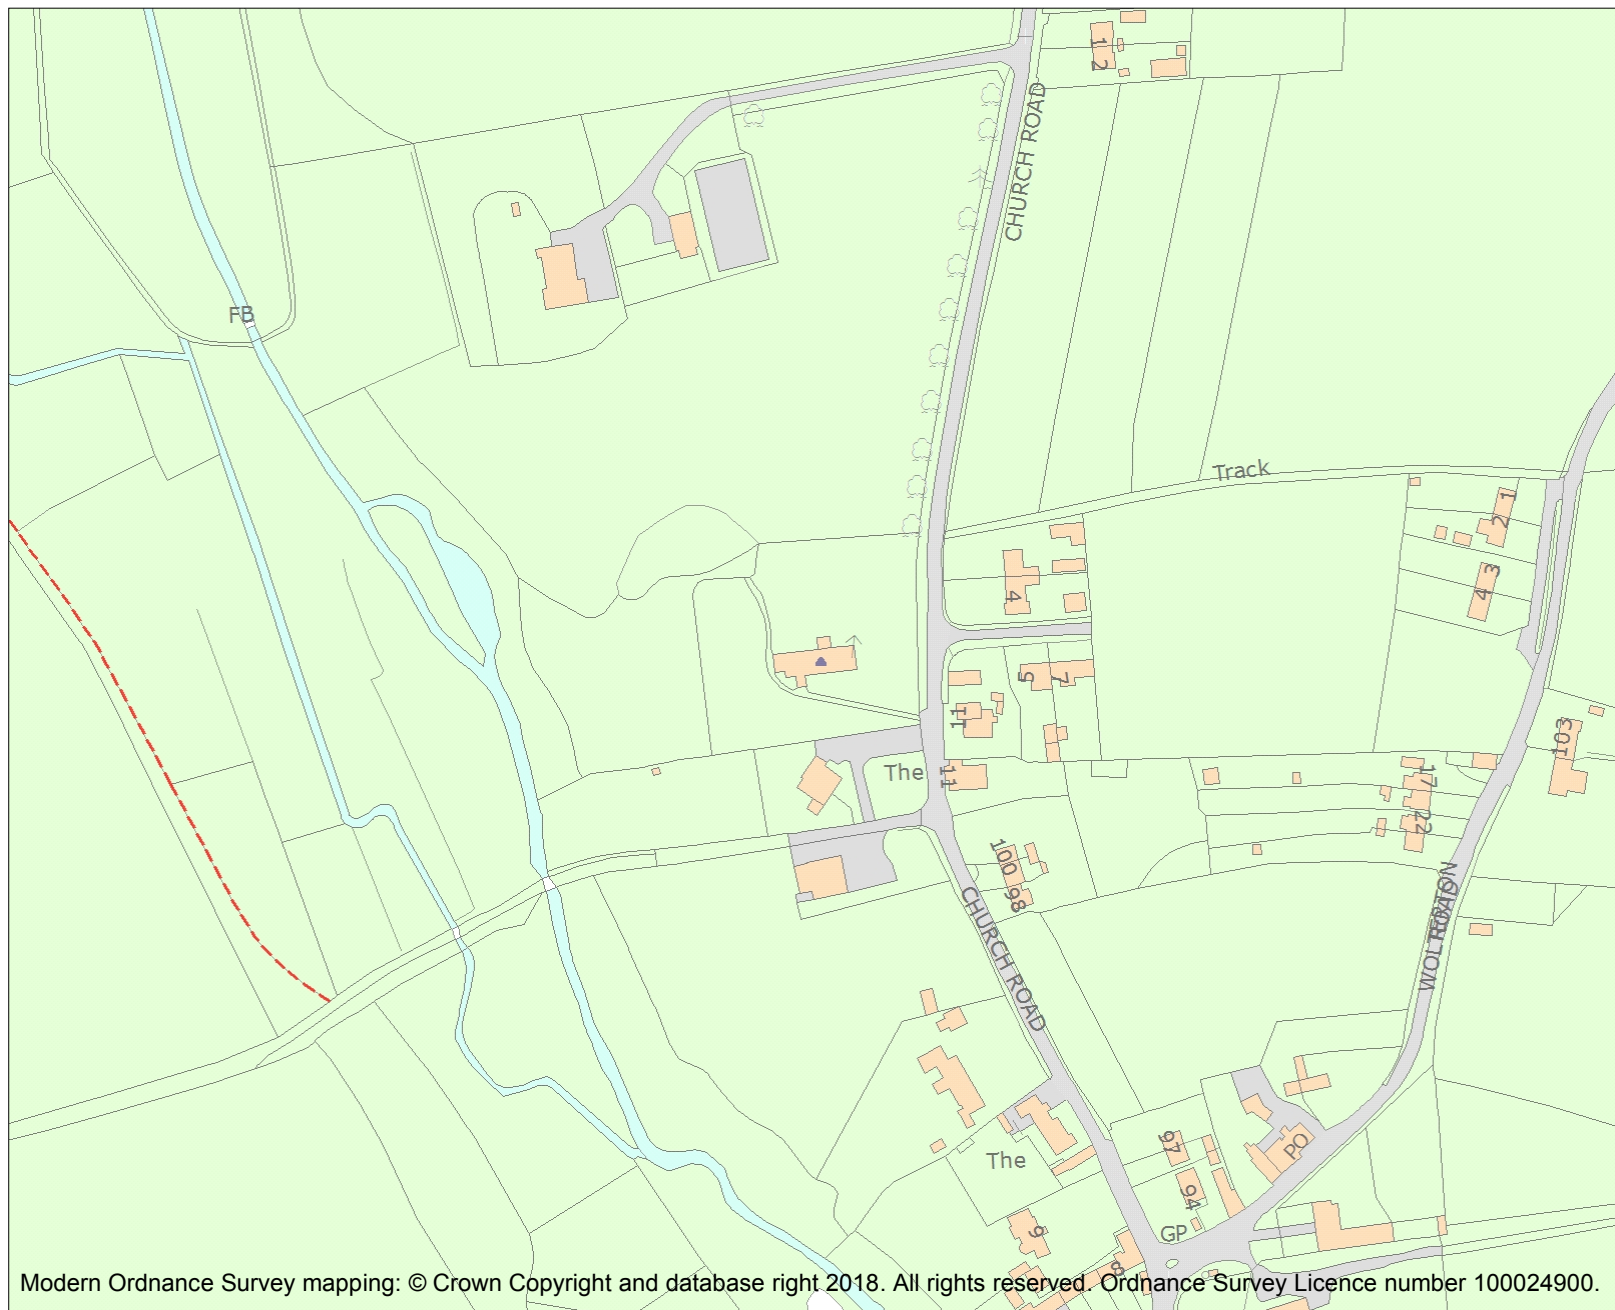 1 2
CHURCH ROAD
FB
Track
1
2
3
4
4
5
7
11
103
The
11
17
22
100
98
CHURCH ROAD
WOLTERTON
ROAD
97
PO
The
94
9
GP
8
Modern Ordnance Survey mapping: © Crown Copyright and database right 2018. All rights reserved. Ordnance Survey Licence number 100024900.